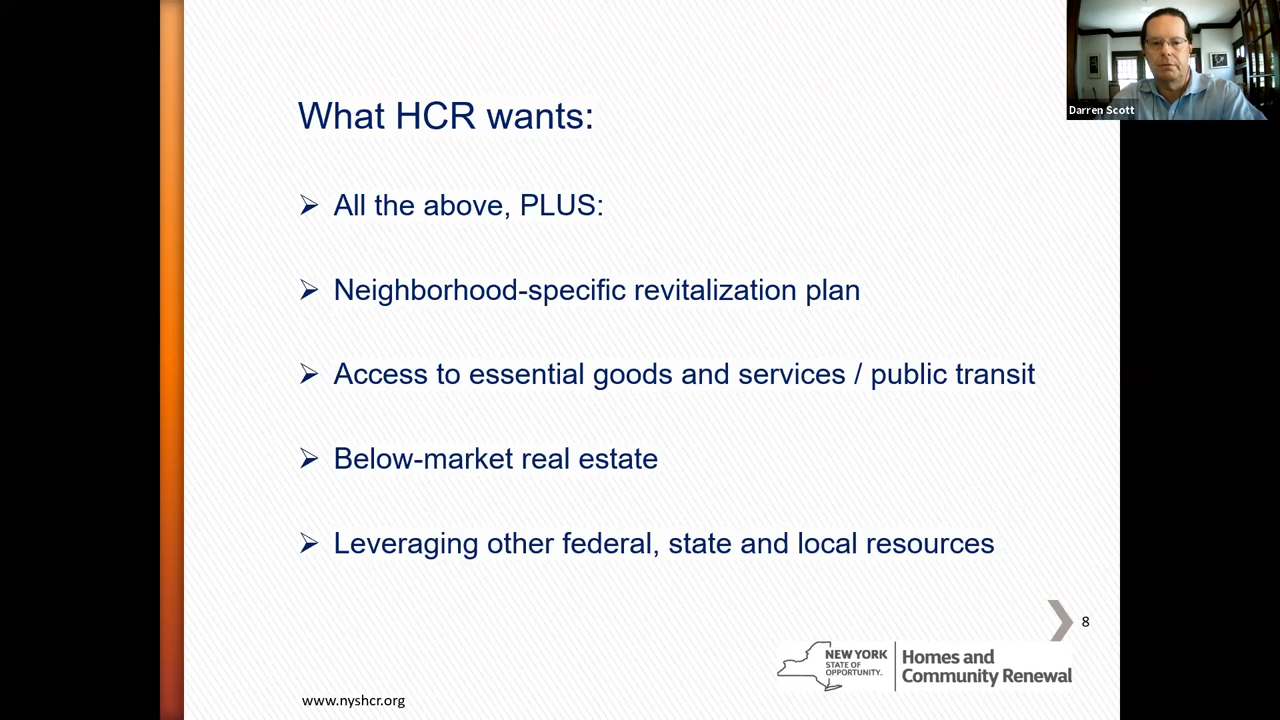 Darren Scott
What HCR wants:
➢ All the above, PLUS:
➢ Neighborhood-specific revitalization plan
➢ Access to essential goods and services / public transit
➢ Below-market real estate
➢ Leveraging other federal, state and local resources
8
NEW YORK
STATE OF
OPPORTUNITY.
Homes and
Community Renewal
www.nyshcr.org